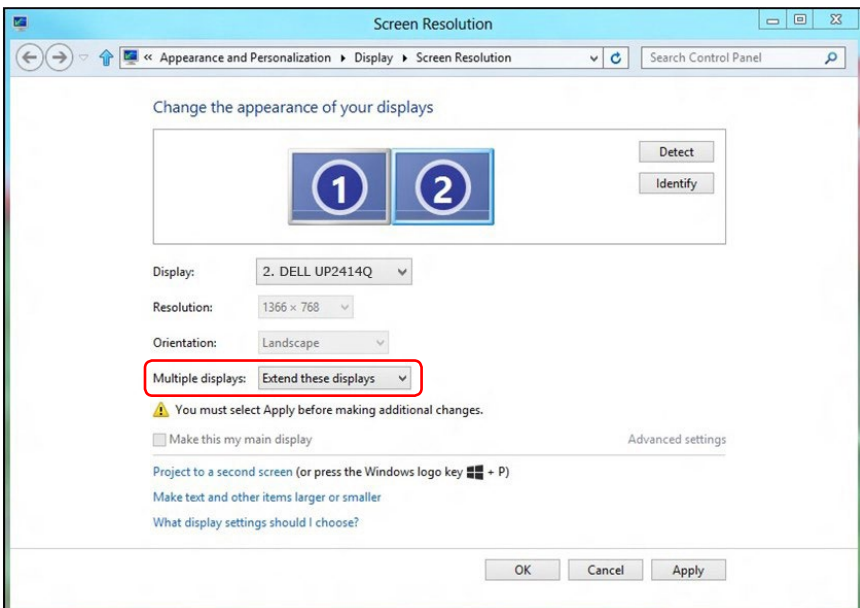 Screen Resolution
« Appearance and Personalization ▸ Display ▸ Screen Resolution
Search Control Panel
Change the appearance of your displays
1
2
Detect
Identify
Display: 2. DELL UP2414Q
Resolution: 1366 × 768
Orientation: Landscape
Multiple displays: Extend these displays
You must select Apply before making additional changes.
Make this my main display
Advanced settings
Project to a second screen (or press the Windows logo key + P)
Make text and other items larger or smaller
What display settings should I choose?
OK
Cancel
Apply